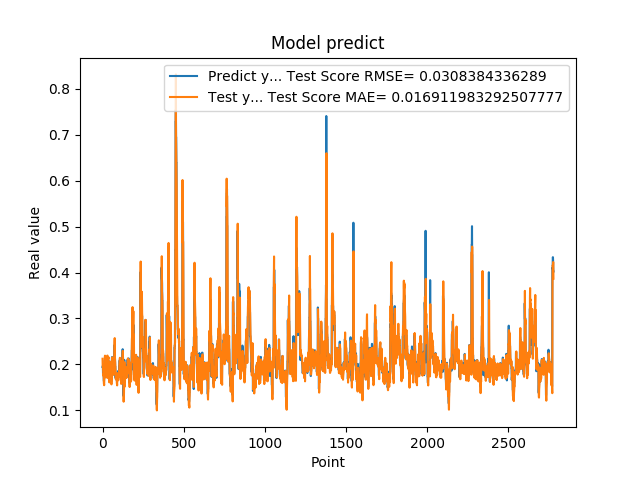 Model predict
Predict y... Test Score RMSE= 0.0308384336289
Test y... Test Score MAE= 0.016911983292507777
Real value
0.8
0.7
0.6
0.5
0.4
0.3
0.2
0.1
0 500 1000 1500 2000 2500
Point